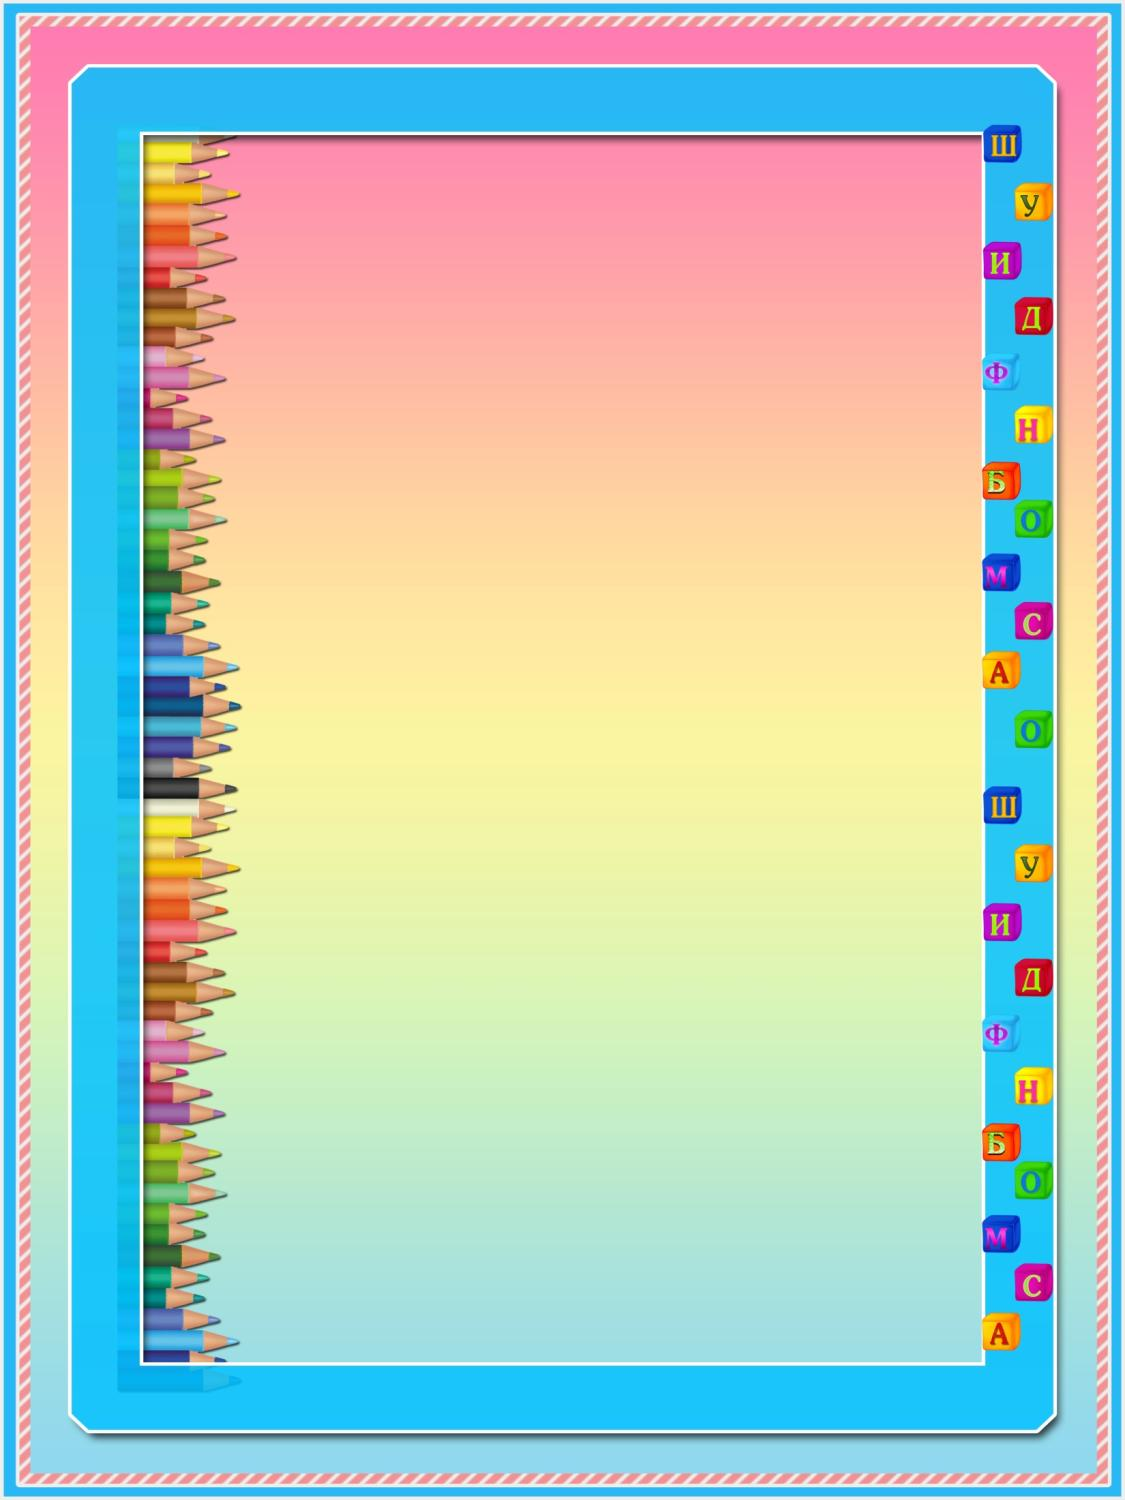 Ш
У
И
Д
Ф
Н
Б
О
М
С
А
О
Ш
У
И
Д
Ф
Н
Б
О
М
С
А